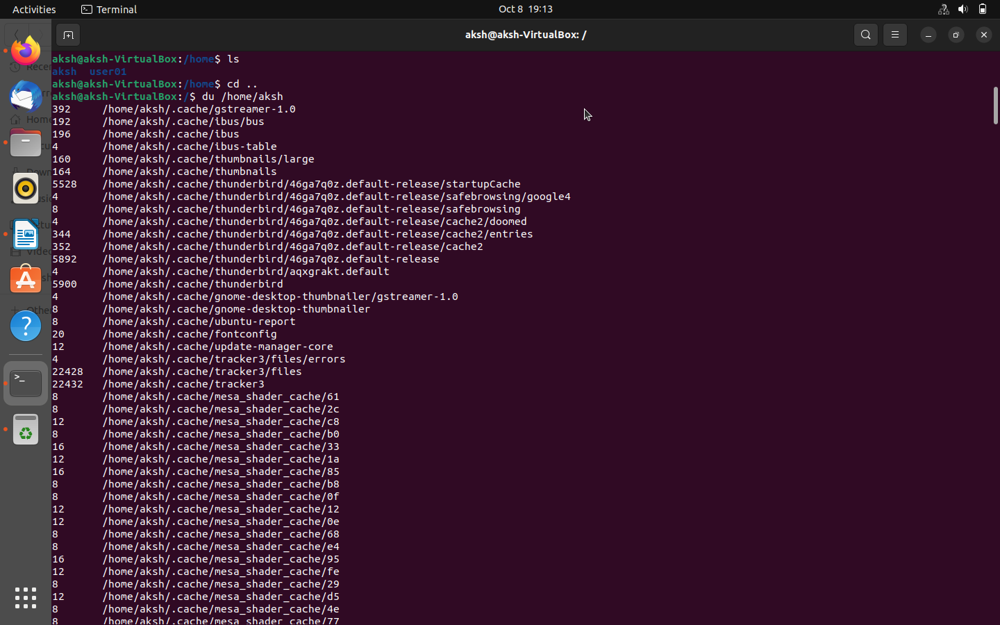 Activities Terminal Oct 8 19:13
aksh@aksh-VirtualBox: /
aksh@aksh-VirtualBox:/home$ ls
aksh user01
aksh@aksh-VirtualBox:/home$ cd ..
aksh@aksh-VirtualBox:/$ du /home/aksh
392 /home/aksh/.cache/gstreamer-1.0
192 /home/aksh/.cache/ibus/bus
196 /home/aksh/.cache/ibus
4 /home/aksh/.cache/ibus-table
160 /home/aksh/.cache/thumbnails/large
164 /home/aksh/.cache/thumbnails
5528 /home/aksh/.cache/thunderbird/46ga7q0z.default-release/startupCache
4 /home/aksh/.cache/thunderbird/46ga7q0z.default-release/safebrowsing/google4
8 /home/aksh/.cache/thunderbird/46ga7q0z.default-release/safebrowsing
4 /home/aksh/.cache/thunderbird/46ga7q0z.default-release/cache2/doomed
344 /home/aksh/.cache/thunderbird/46ga7q0z.default-release/cache2/entries
352 /home/aksh/.cache/thunderbird/46ga7q0z.default-release/cache2
5892 /home/aksh/.cache/thunderbird/46ga7q0z.default-release
4 /home/aksh/.cache/thunderbird/aqxgrakt.default
5900 /home/aksh/.cache/thunderbird
4 /home/aksh/.cache/gnome-desktop-thumbnailer/gstreamer-1.0
8 /home/aksh/.cache/gnome-desktop-thumbnailer
8 /home/aksh/.cache/ubuntu-report
20 /home/aksh/.cache/fontconfig
12 /home/aksh/.cache/update-manager-core
4 /home/aksh/.cache/tracker3/files/errors
22428 /home/aksh/.cache/tracker3/files
22432 /home/aksh/.cache/tracker3
8 /home/aksh/.cache/mesa_shader_cache/61
8 /home/aksh/.cache/mesa_shader_cache/2c
12 /home/aksh/.cache/mesa_shader_cache/c8
8 /home/aksh/.cache/mesa_shader_cache/b0
16 /home/aksh/.cache/mesa_shader_cache/33
12 /home/aksh/.cache/mesa_shader_cache/1a
16 /home/aksh/.cache/mesa_shader_cache/85
8 /home/aksh/.cache/mesa_shader_cache/b8
8 /home/aksh/.cache/mesa_shader_cache/0f
12 /home/aksh/.cache/mesa_shader_cache/12
12 /home/aksh/.cache/mesa_shader_cache/0e
8 /home/aksh/.cache/mesa_shader_cache/68
8 /home/aksh/.cache/mesa_shader_cache/e4
16 /home/aksh/.cache/mesa_shader_cache/95
12 /home/aksh/.cache/mesa_shader_cache/fe
8 /home/aksh/.cache/mesa_shader_cache/29
12 /home/aksh/.cache/mesa_shader_cache/d5
8 /home/aksh/.cache/mesa_shader_cache/4e
8 /home/aksh/.cache/mesa_shader_cache/77